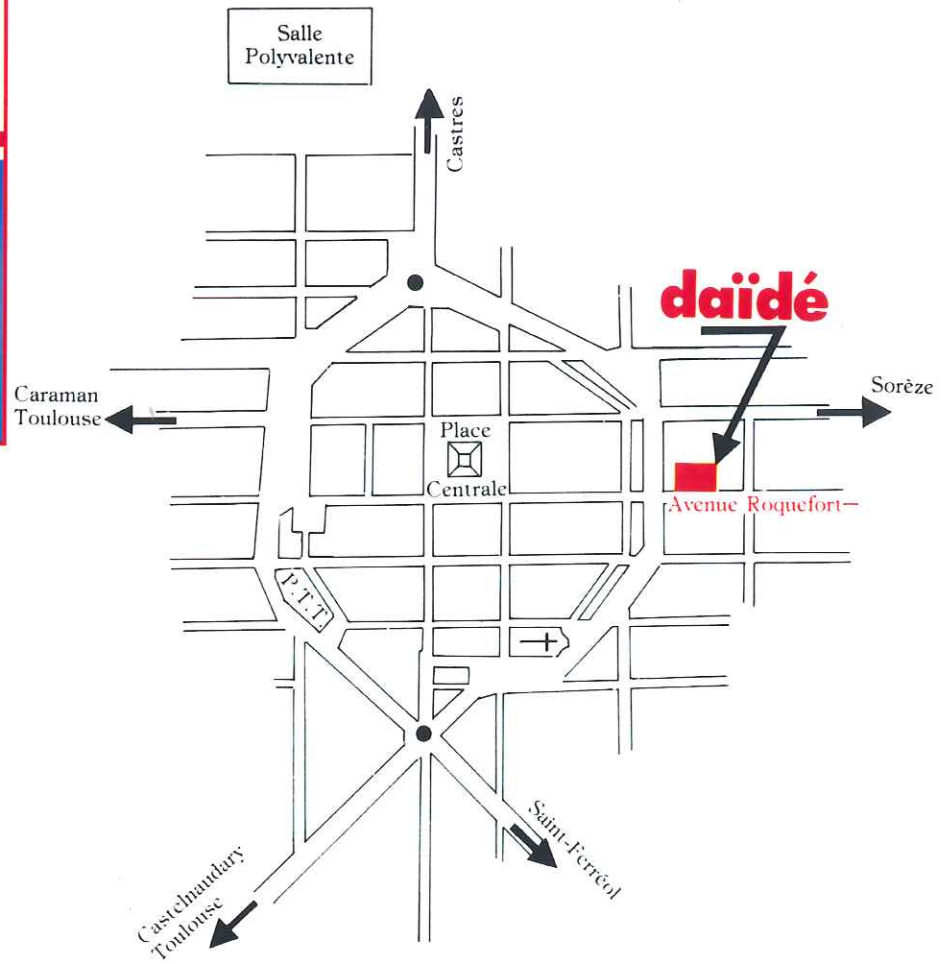 Salle
Polyvalente
Castres
daïdé
Caraman
Toulouse
Sorèze
Place
Centrale
Avenue Roquefort—
P.T.T.
Saint-Ferréol
Castelnaudary
Toulouse